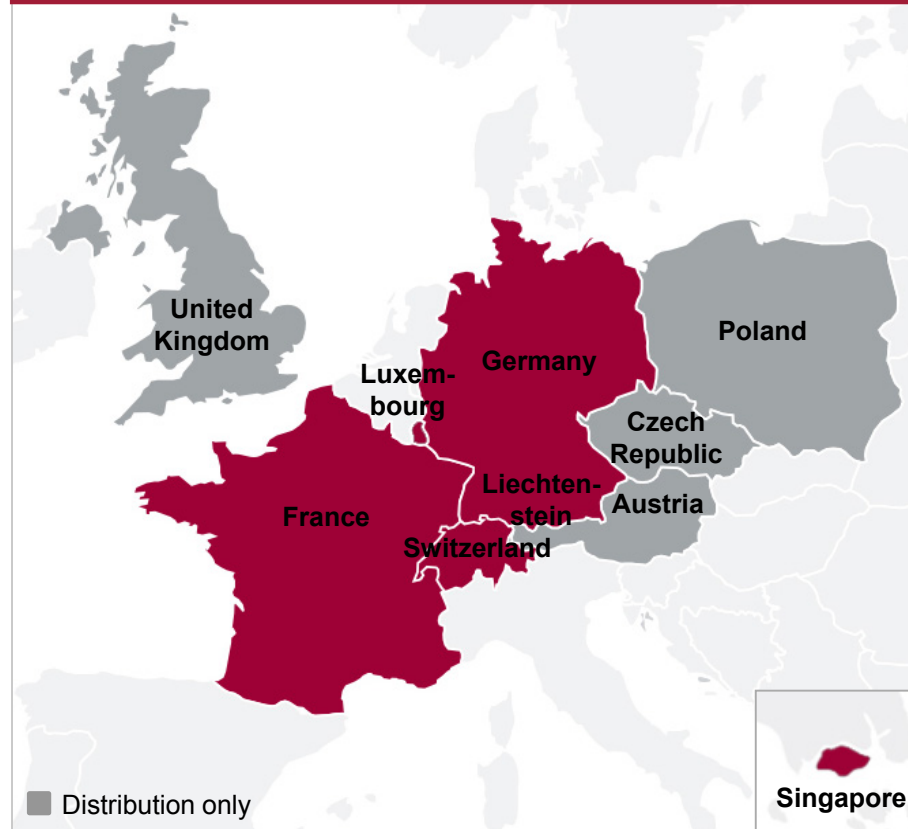 United
Kingdom
Poland
Germany
Luxem-
bourg
Czech
Republic
Liechten-
stein
Austria
France
Switzerland
Singapore
Distribution only